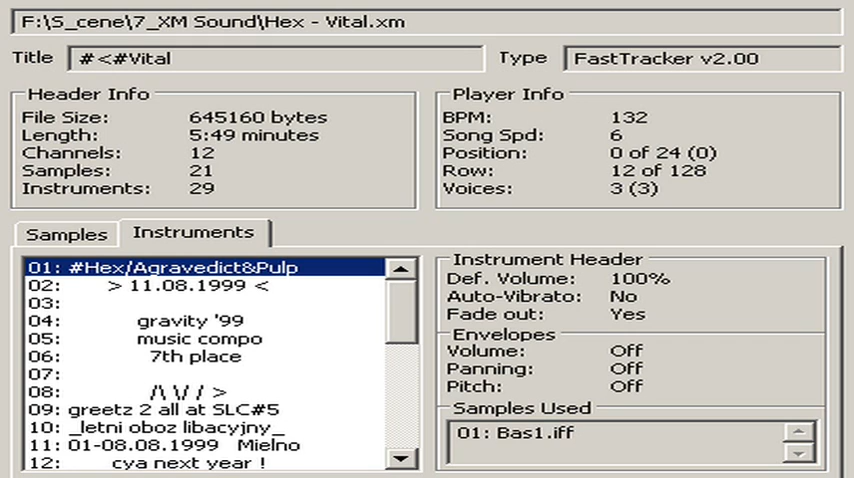 F:\S_cene\7_XM Sound\Hex - Vital.xm
Title #<#Vital Type FastTracker v2.00
Header Info
File Size: 645160 bytes
Length: 5:49 minutes
Channels: 12
Samples: 21
Instruments: 29
Player Info
BPM: 132
Song Spd: 6
Position: 0 of 24 (0)
Row: 12 of 128
Voices: 3 (3)
Samples Instruments
01: #Hex/Agravedict&Pulp
02: > 11.08.1999 <
03:
04: gravity '99
05: music compo
06: 7th place
07:
08: /\ \/ / >
09: greetz 2 all at SLC#5
10: _letni oboz libacyjny_
11: 01-08.08.1999 Mielno
12: cya next year !
Instrument Header
Def. Volume: 100%
Auto-Vibrato: No
Fade out: Yes
Envelopes
Volume: Off
Panning: Off
Pitch: Off
Samples Used
01: Bas1.iff